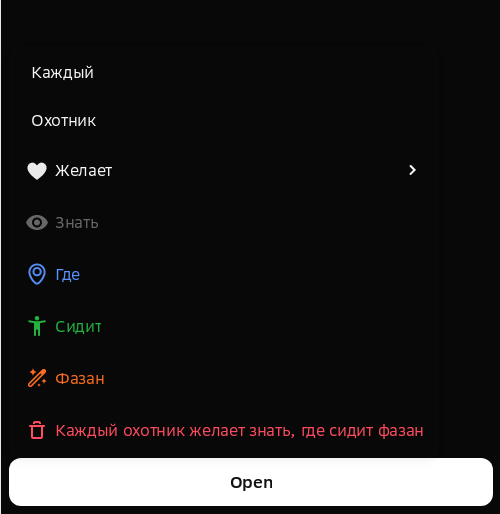 Каждый
Охотник
Желает
Знать
Где
Сидит
Фазан
Каждый охотник желает знать, где сидит фазан
Open